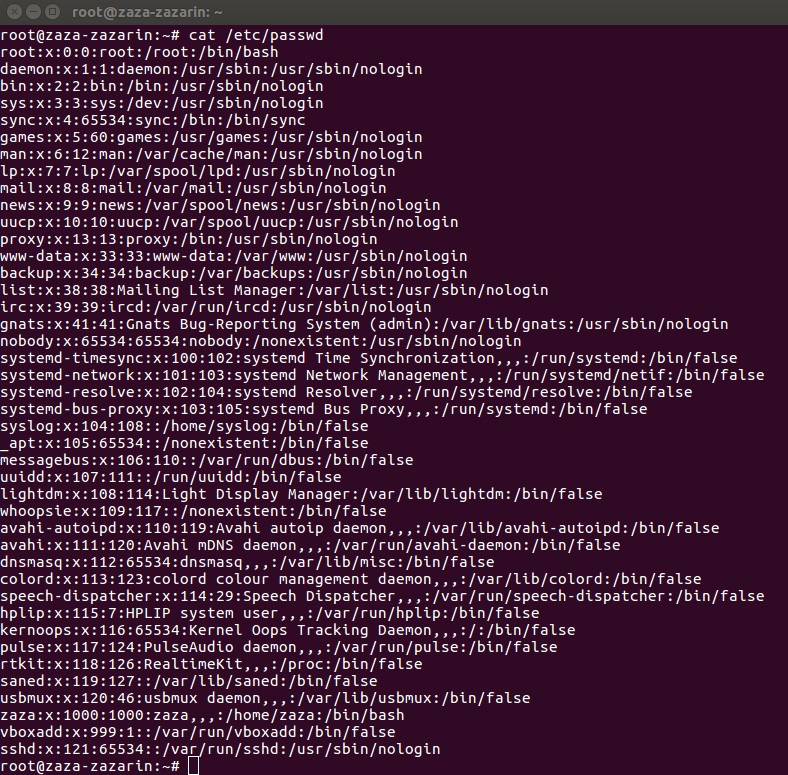 root@zaza-zazarin: ~
root@zaza-zazarin:~# cat /etc/passwd
root:x:0:0:root:/root:/bin/bash
daemon:x:1:1:daemon:/usr/sbin:/usr/sbin/nologin
bin:x:2:2:bin:/bin:/usr/sbin/nologin
sys:x:3:3:sys:/dev:/usr/sbin/nologin
sync:x:4:65534:sync:/bin:/bin/sync
games:x:5:60:games:/usr/games:/usr/sbin/nologin
man:x:6:12:man:/var/cache/man:/usr/sbin/nologin
lp:x:7:7:lp:/var/spool/lpd:/usr/sbin/nologin
mail:x:8:8:mail:/var/mail:/usr/sbin/nologin
news:x:9:9:news:/var/spool/news:/usr/sbin/nologin
uucp:x:10:10:uucp:/var/spool/uucp:/usr/sbin/nologin
proxy:x:13:13:proxy:/bin:/usr/sbin/nologin
www-data:x:33:33:www-data:/var/www:/usr/sbin/nologin
backup:x:34:34:backup:/var/backups:/usr/sbin/nologin
list:x:38:38:Mailing List Manager:/var/list:/usr/sbin/nologin
irc:x:39:39:ircd:/var/run/ircd:/usr/sbin/nologin
gnats:x:41:41:Gnats Bug-Reporting System (admin):/var/lib/gnats:/usr/sbin/nologin
nobody:x:65534:65534:nobody:/nonexistent:/usr/sbin/nologin
systemd-timesync:x:100:102:systemd Time Synchronization,,,:/run/systemd:/bin/false
systemd-network:x:101:103:systemd Network Management,,,:/run/systemd/netif:/bin/false
systemd-resolve:x:102:104:systemd Resolver,,,:/run/systemd/resolve:/bin/false
systemd-bus-proxy:x:103:105:systemd Bus Proxy,,,:/run/systemd:/bin/false
syslog:x:104:108::/home/syslog:/bin/false
_apt:x:105:65534::/nonexistent:/bin/false
messagebus:x:106:110::/var/run/dbus:/bin/false
uuidd:x:107:111::/run/uuidd:/bin/false
lightdm:x:108:114:Light Display Manager:/var/lib/lightdm:/bin/false
whoopsie:x:109:117::/nonexistent:/bin/false
avahi-autoipd:x:110:119:Avahi autoip daemon,,,:/var/lib/avahi-autoipd:/bin/false
avahi:x:111:120:Avahi mDNS daemon,,,:/var/run/avahi-daemon:/bin/false
dnsmasq:x:112:65534:dnsmasq,,,:/var/lib/misc:/bin/false
colord:x:113:123:colord colour management daemon,,,:/var/lib/colord:/bin/false
speech-dispatcher:x:114:29:Speech Dispatcher,,,:/var/run/speech-dispatcher:/bin/false
hplip:x:115:7:HPLIP system user,,,:/var/run/hplip:/bin/false
kernoops:x:116:65534:Kernel Oops Tracking Daemon,,,:/:/bin/false
pulse:x:117:124:PulseAudio daemon,,,:/var/run/pulse:/bin/false
rtkit:x:118:126:RealtimeKit,,,:/proc:/bin/false
saned:x:119:127::/var/lib/saned:/bin/false
usbmux:x:120:46:usbmux daemon,,,:/var/lib/usbmux:/bin/false
zaza:x:1000:1000:zaza,,,:/home/zaza:/bin/bash
vboxadd:x:999:1::/var/run/vboxadd:/bin/false
sshd:x:121:65534::/var/run/sshd:/usr/sbin/nologin
root@zaza-zazarin:~#